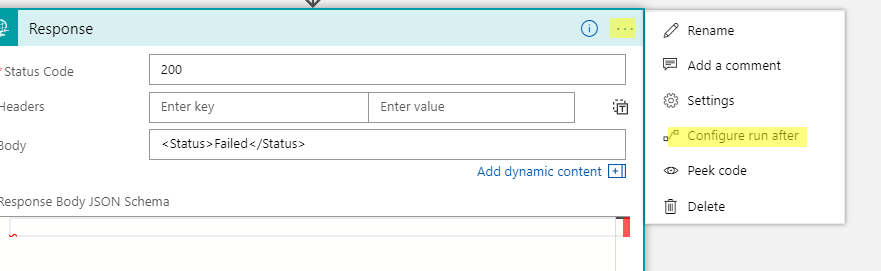 Response
...
* Status Code
200
Headers
Enter key
Enter value
Body
<Status>Failed</Status>
Add dynamic content
Response Body JSON Schema
Rename
Add a comment
Settings
Configure run after
Peek code
Delete